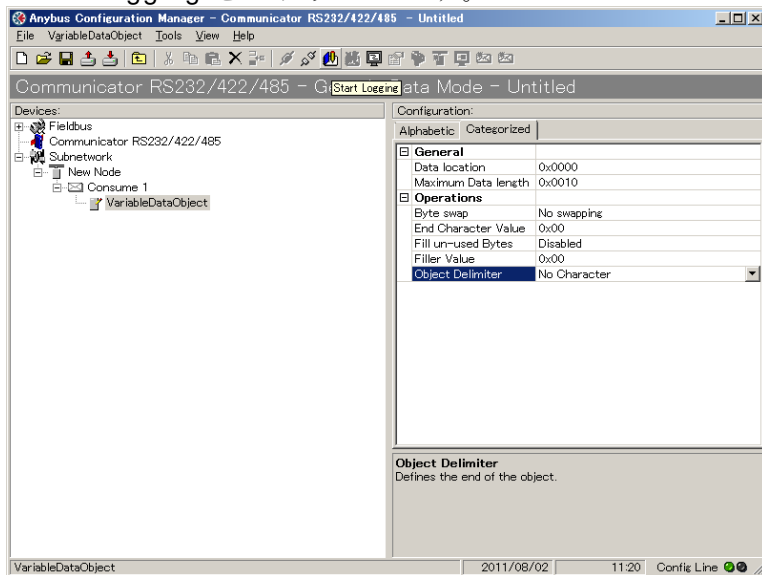 Anybus Configuration Manager - Communicator RS232/422/485 - Untitled
File VariableDataObject Tools View Help
Start Logging
Communicator RS232/422/485 - G ata Mode - Untitled
Devices:
Fieldbus
Communicator RS232/422/485
Subnetwork
New Node
Consume 1
VariableDataObject
Configuration:
Alphabetic Categorized
General
Data location 0x0000
Maximum Data length 0x0010
Operations
Byte swap No swapping
End Character Value 0x00
Fill un-used Bytes Disabled
Filler Value 0x00
Object Delimiter No Character
Object Delimiter
Defines the end of the object.
VariableDataObject 2011/08/02 11:20 Config Line